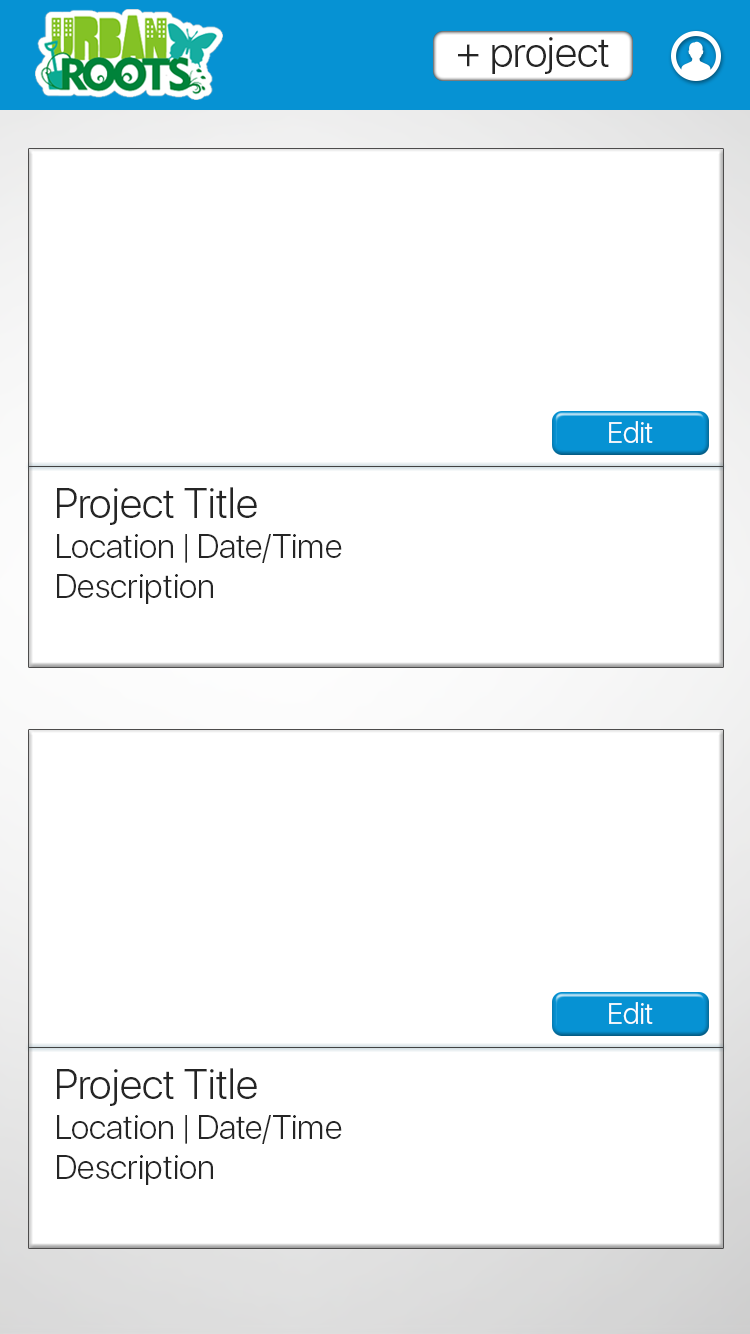 URBAN
ROOTS
+ project
Edit
Project Title
Location | Date/Time
Description
Edit
Project Title
Location | Date/Time
Description